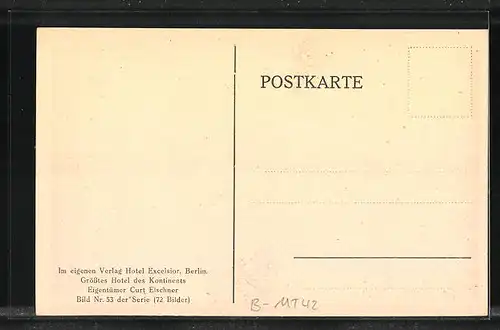 POSTKARTE
Im eigenen Verlag Hotel Excelsior, Berlin.
Größtes Hotel des Kontinents
Eigentümer Curt Elschner
Bild Nr. 53 der Serie (72 Bilder)
B-MT42